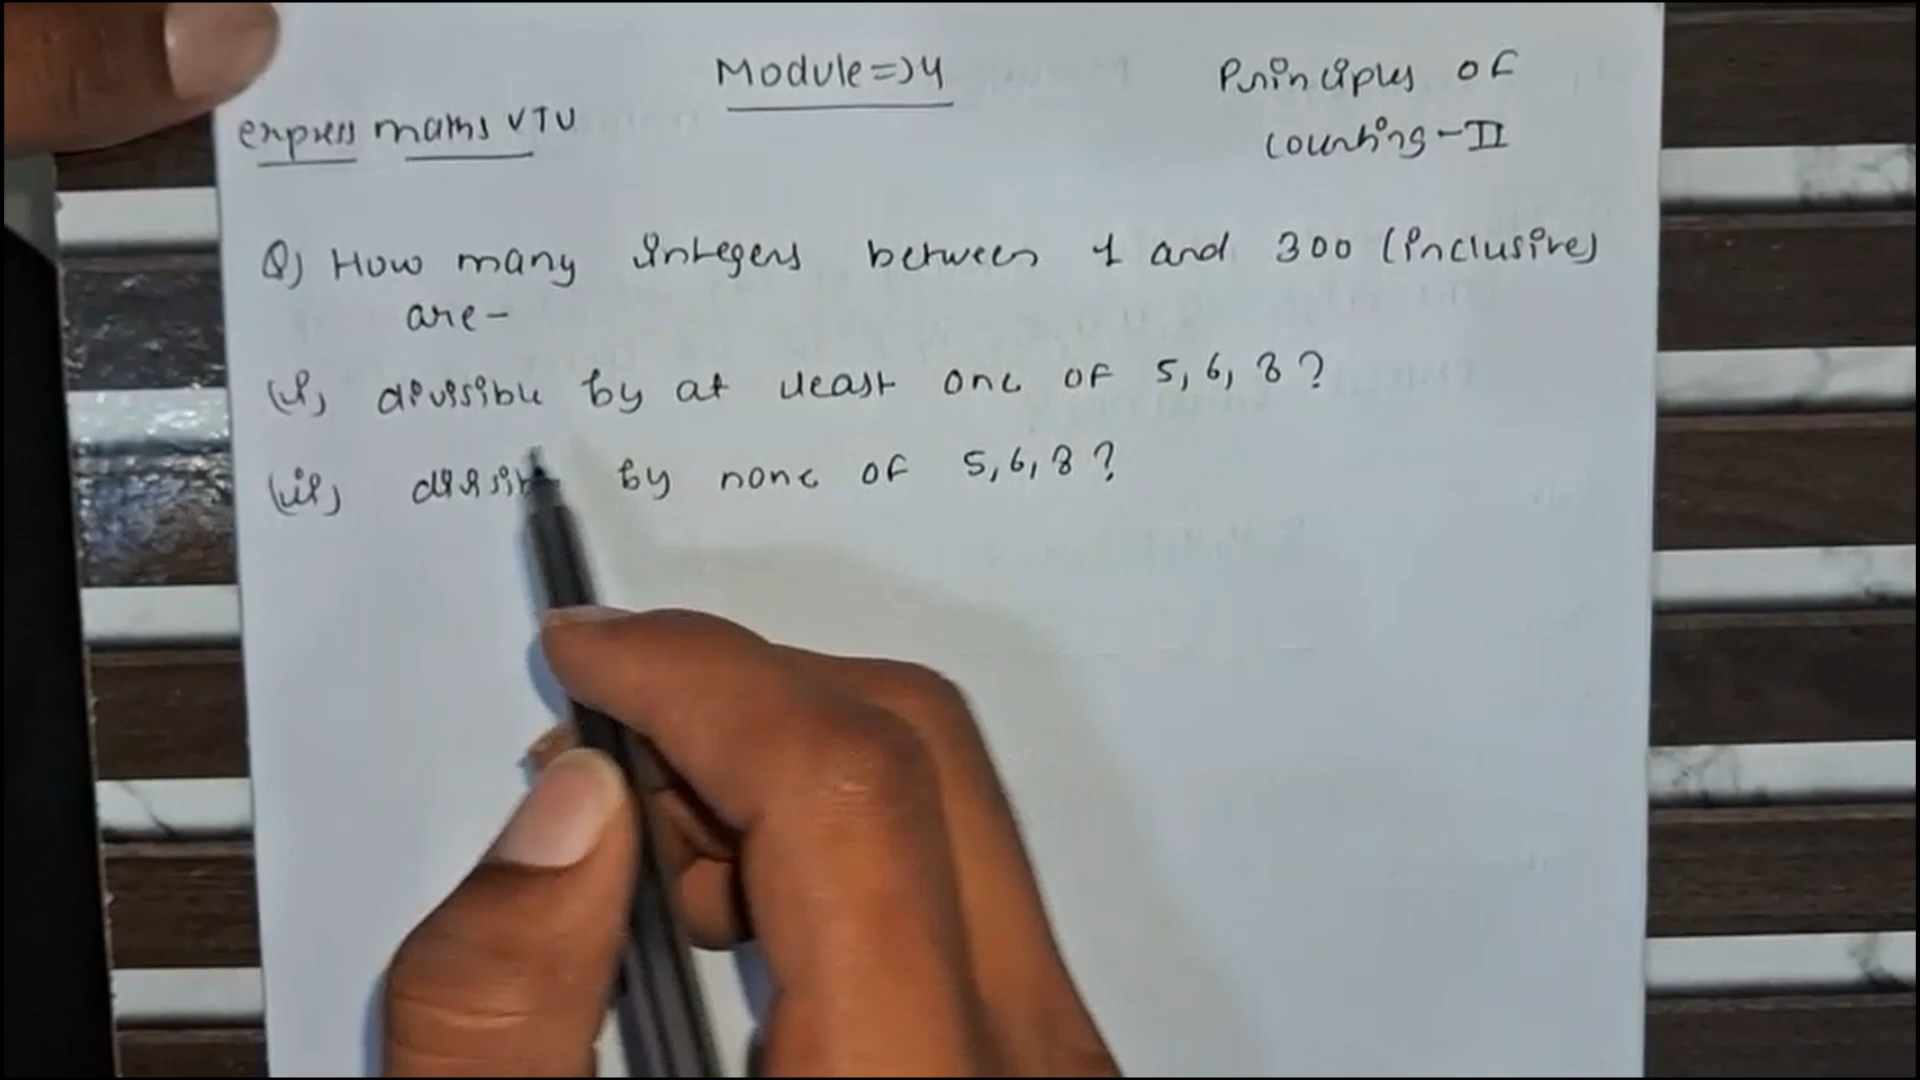 Module => 4
Principles of
express maths VTU
counting - II
Q) How many integers between 1 and 300 (inclusive)
are -
(i) divisible by at least one of 5, 6, 8 ?
(ii) by none of 5, 6, 8 ?